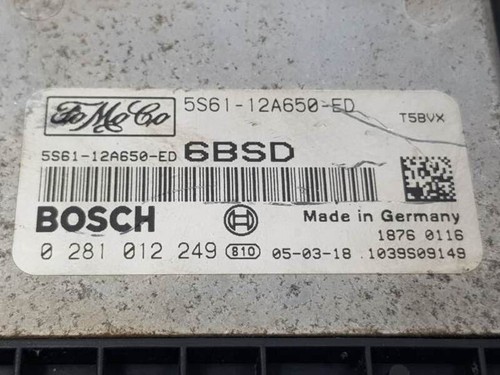 FoMoCo 5S61-12A650-ED T5BVX
5S61-12A650-ED 6BSD
BOSCH Made in Germany
1876 0116
0 281 012 249 B10 05-03-18 .1039S09149